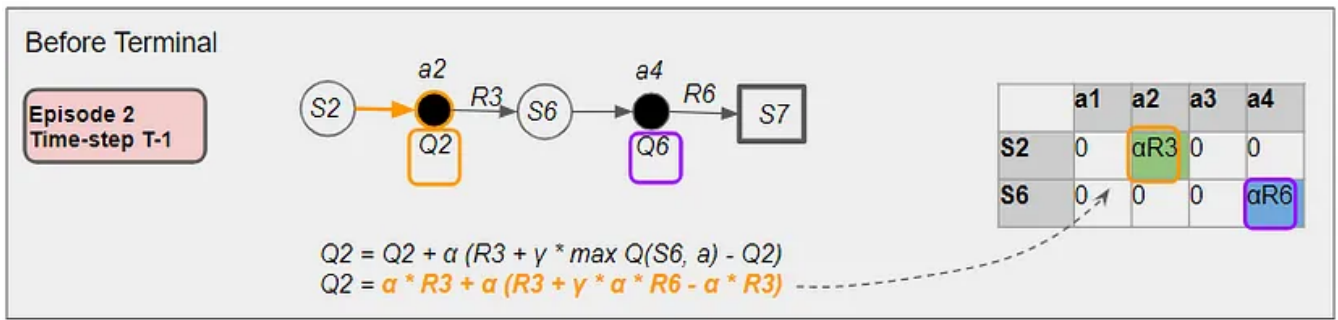 Before Terminal
Episode 2
Time-step T-1
a2
a4
S2
R3
S6
R6
S7
Q2
Q6
a1 a2 a3 a4
S2 0 αR3 0 0
S6 0 0 0 αR6
Q2 = Q2 + α (R3 + γ * max Q(S6, a) - Q2)
Q2 = α * R3 + α (R3 + γ * α * R6 - α * R3)